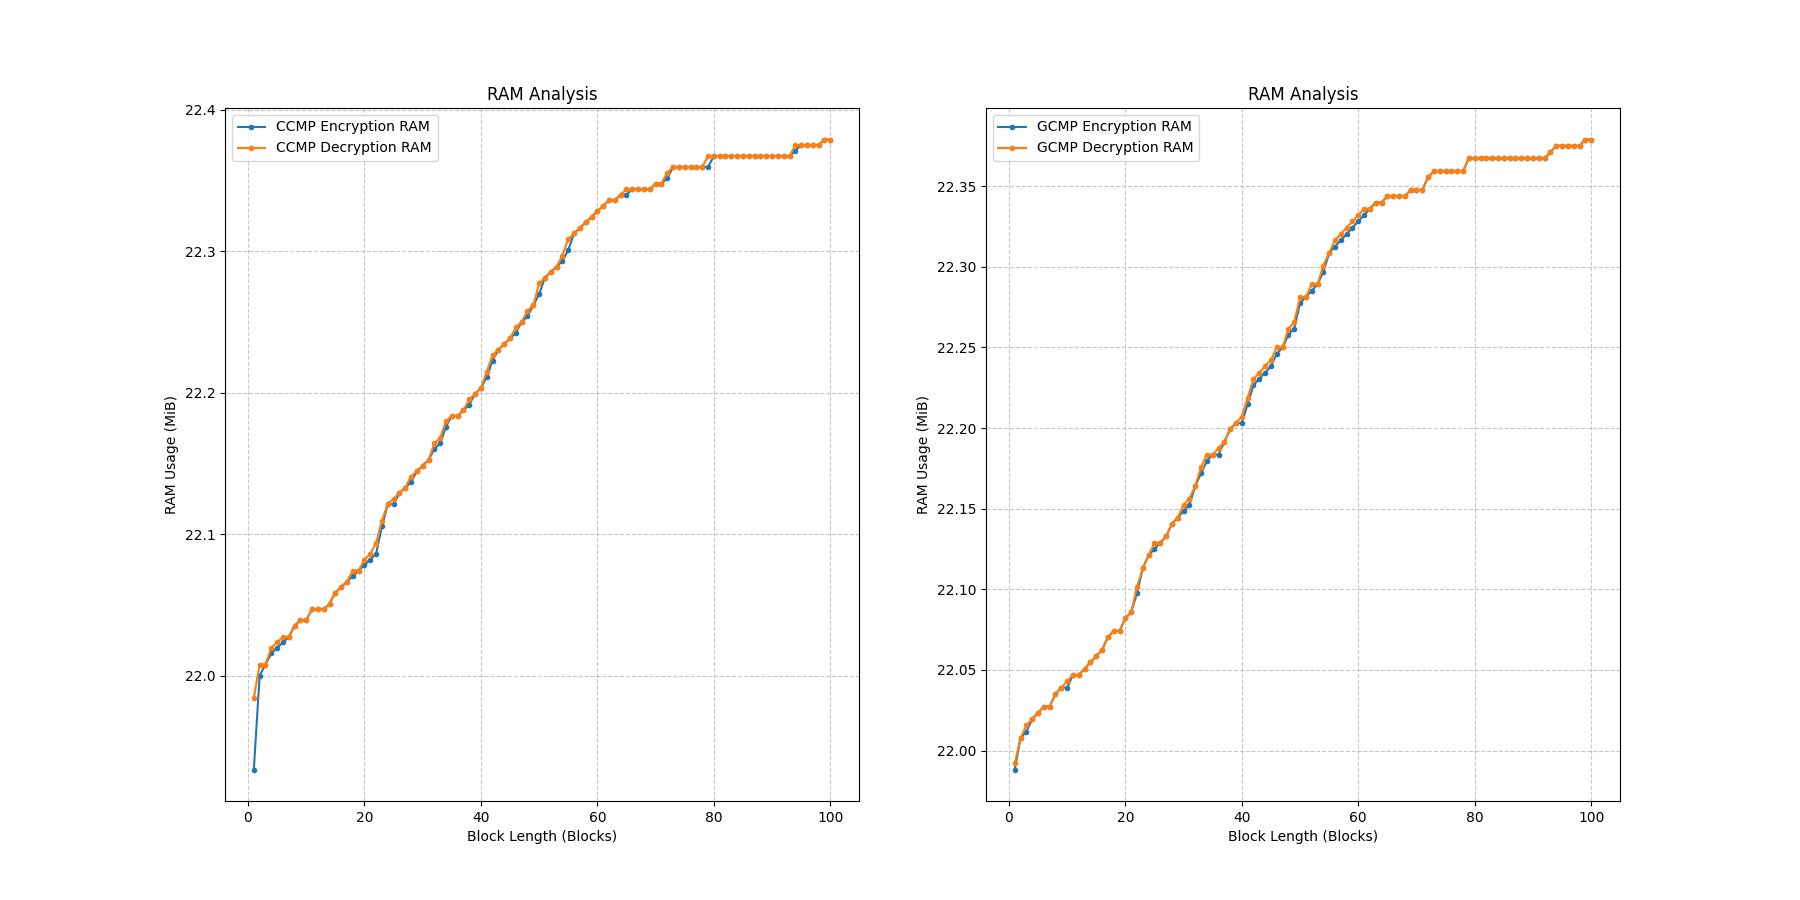 RAM Analysis
CCMP Encryption RAM
CCMP Decryption RAM
22.4
22.3
22.2
22.1
22.0
RAM Usage (MiB)
0 20 40 60 80 100
Block Length (Blocks)
RAM Analysis
GCMP Encryption RAM
GCMP Decryption RAM
22.35
22.30
22.25
22.20
22.15
22.10
22.05
22.00
RAM Usage (MiB)
0 20 40 60 80 100
Block Length (Blocks)